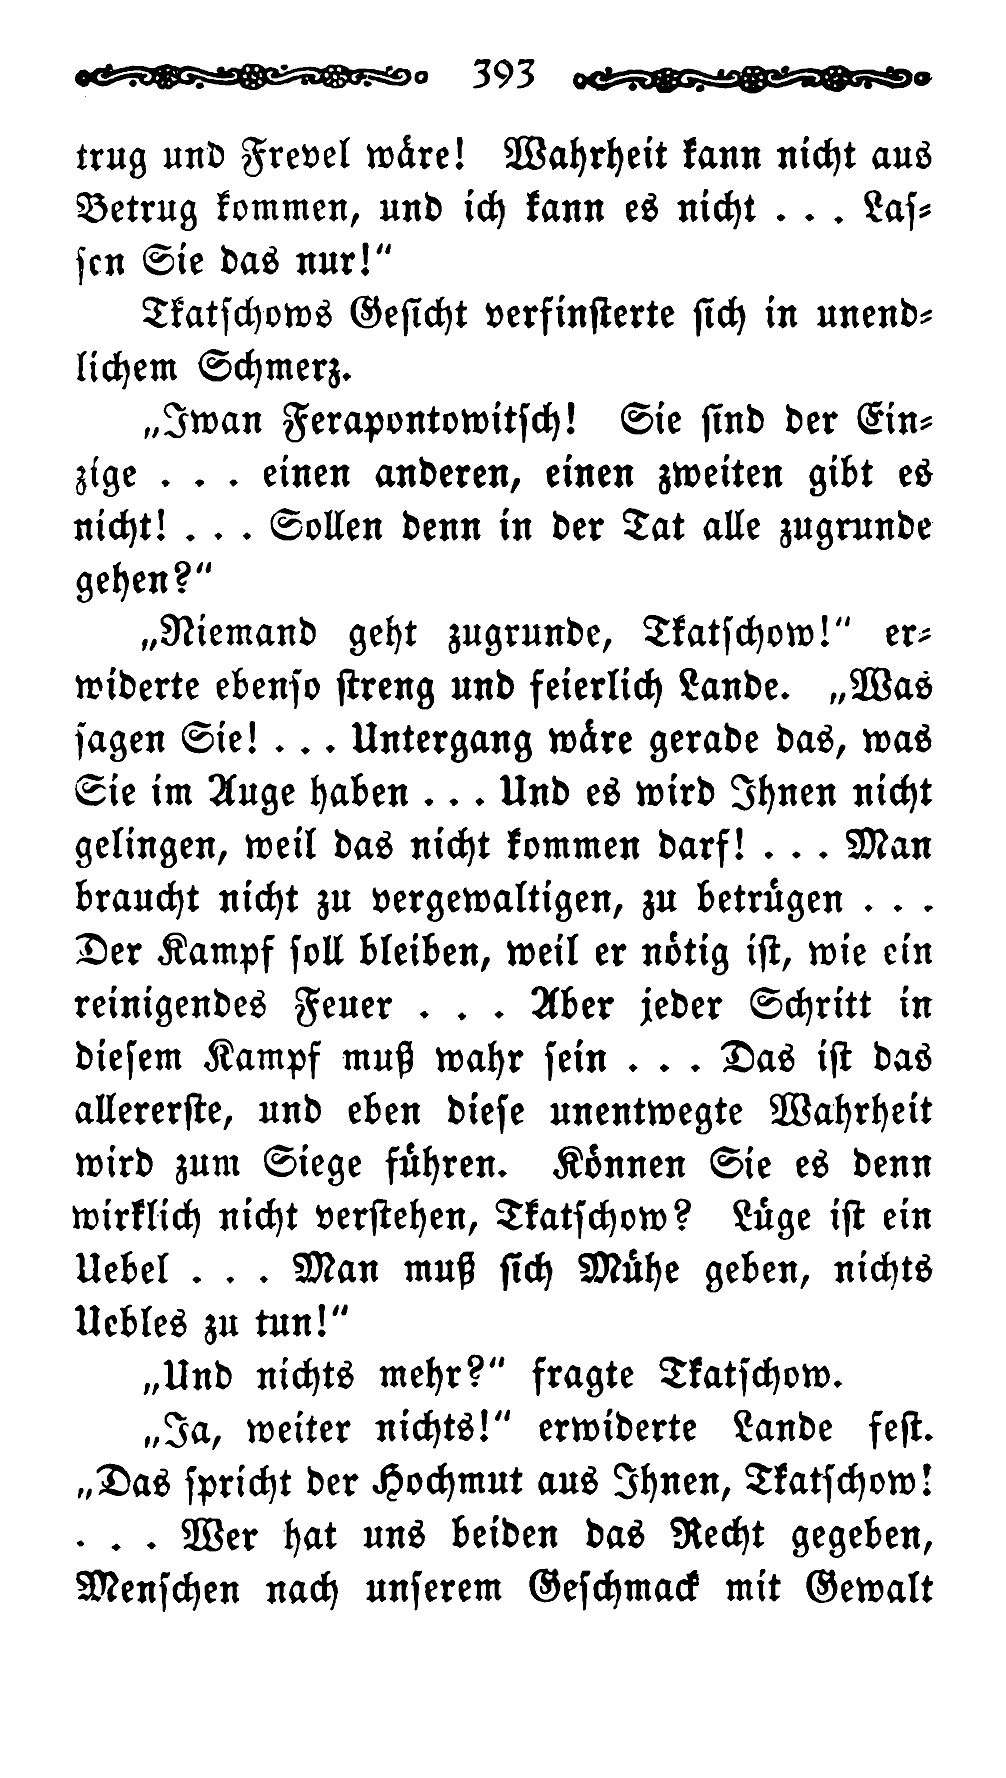 393
trug und Frevel wäre! Wahrheit kann nicht aus
Betrug kommen, und ich kann es nicht . . . Laſ⸗
ſen Sie das nur!“
Tkatſchows Geſicht verfinſterte ſich in unend⸗
lichem Schmerz.
„Iwan Ferapontowitſch! Sie ſind der Ein⸗
zige . . . einen anderen, einen zweiten gibt es
nicht! . . . Sollen denn in der Tat alle zugrunde
gehen?“
„Niemand geht zugrunde, Tkatſchow!“ er⸗
widerte ebenſo ſtreng und feierlich Lande. „Was
ſagen Sie! . . . Untergang wäre gerade das, was
Sie im Auge haben . . . Und es wird Ihnen nicht
gelingen, weil das nicht kommen darf! . . . Man
braucht nicht zu vergewaltigen, zu betrügen . . .
Der Kampf ſoll bleiben, weil er nötig iſt, wie ein
reinigendes Feuer . . . Aber jeder Schritt in
dieſem Kampf muß wahr ſein . . . Das iſt das
allererſte, und eben dieſe unentwegte Wahrheit
wird zum Siege führen. Können Sie es denn
wirklich nicht verſtehen, Tkatſchow? Lüge iſt ein
Uebel . . . Man muß ſich Mühe geben, nichts
Uebles zu tun!“
„Und nichts mehr?“ fragte Tkatſchow.
„Ja, weiter nichts!“ erwiderte Lande feſt.
„Das ſpricht der Hochmut aus Ihnen, Tkatſchow!
. . . Wer hat uns beiden das Recht gegeben,
Menſchen nach unſerem Geſchmack mit Gewalt